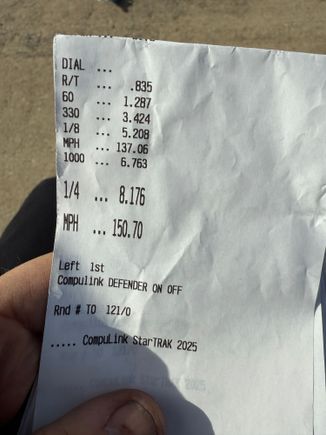 DIAL ...
R/T ... .835
60 ... 1.287
330 ... 3.424
1/8 ... 5.208
MPH ... 137.06
1000 ... 6.763
1/4 ... 8.176
MPH ... 150.70
Left 1st
Compulink DEFENDER ON OFF
Rnd # TO 121/0
..... CompuLink StarTRAK 2025